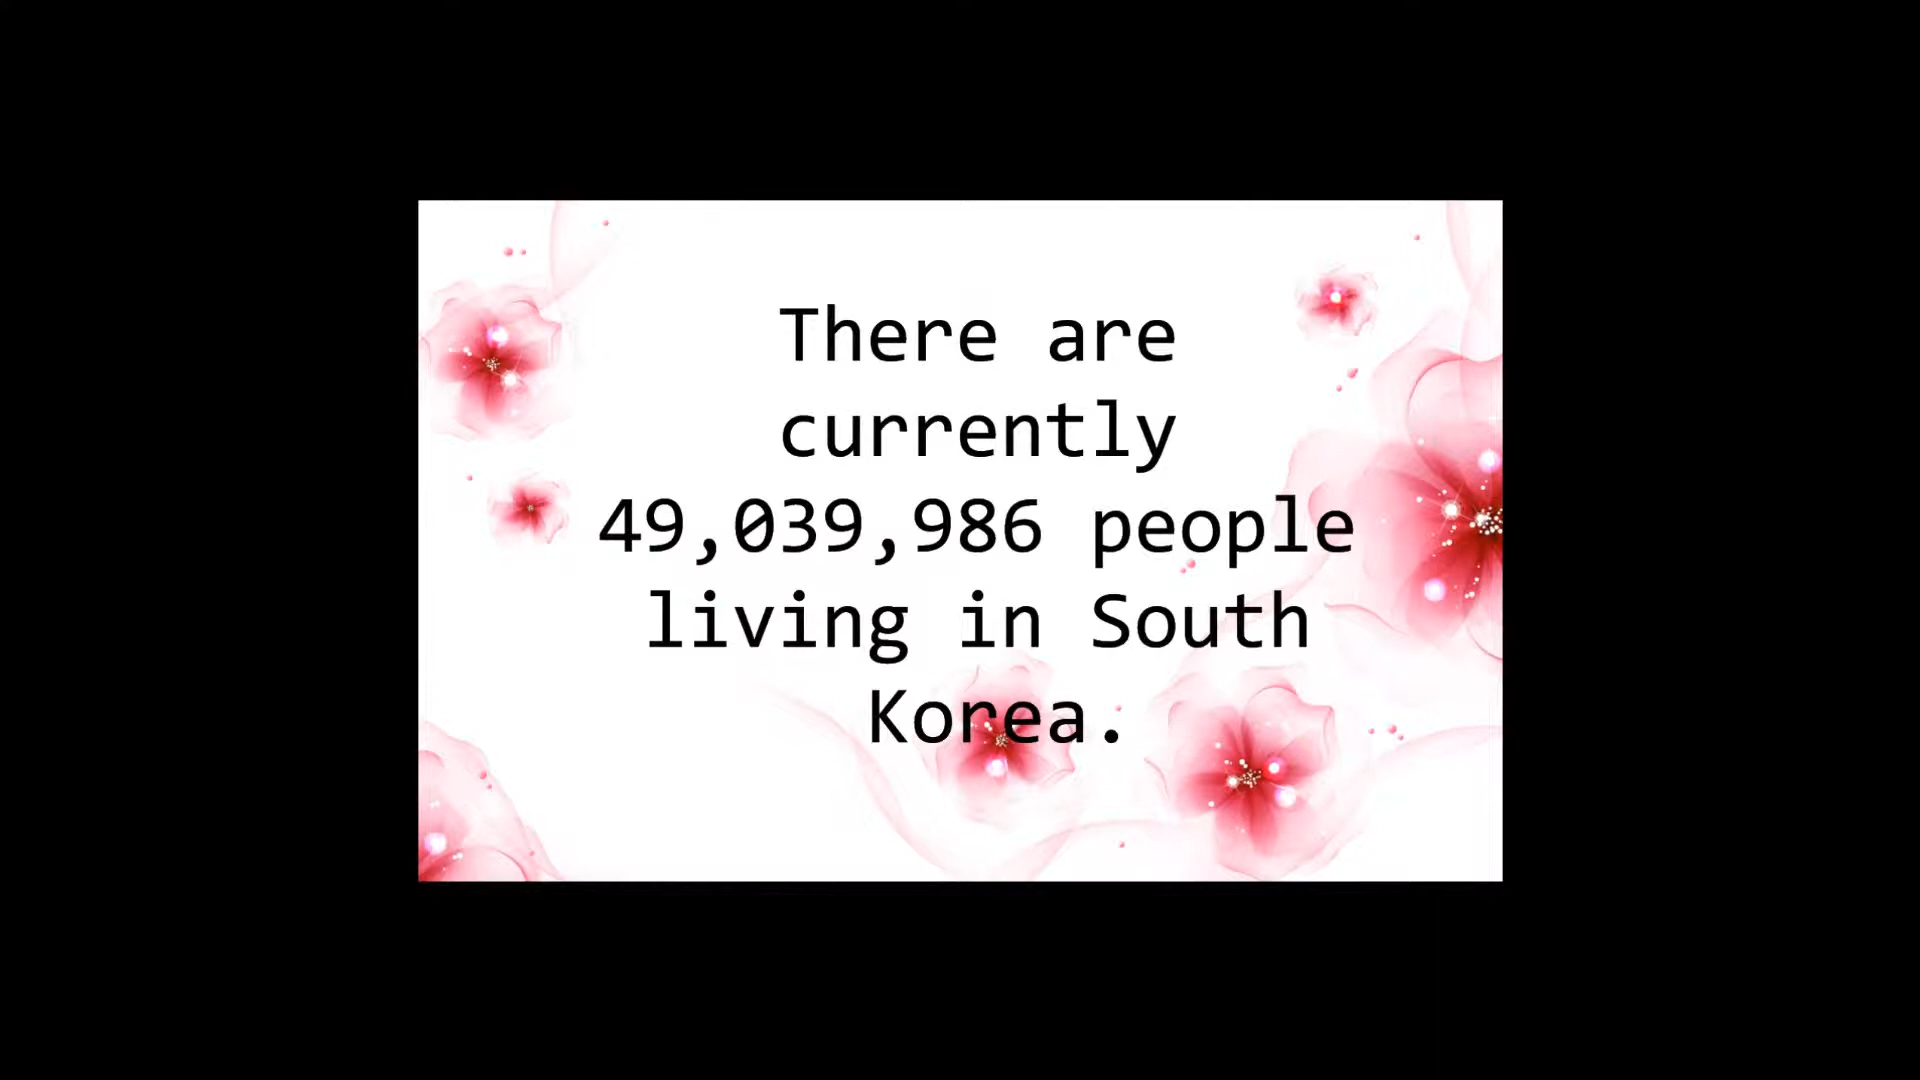 There are
currently
49,039,986 people
living in South
Korea.